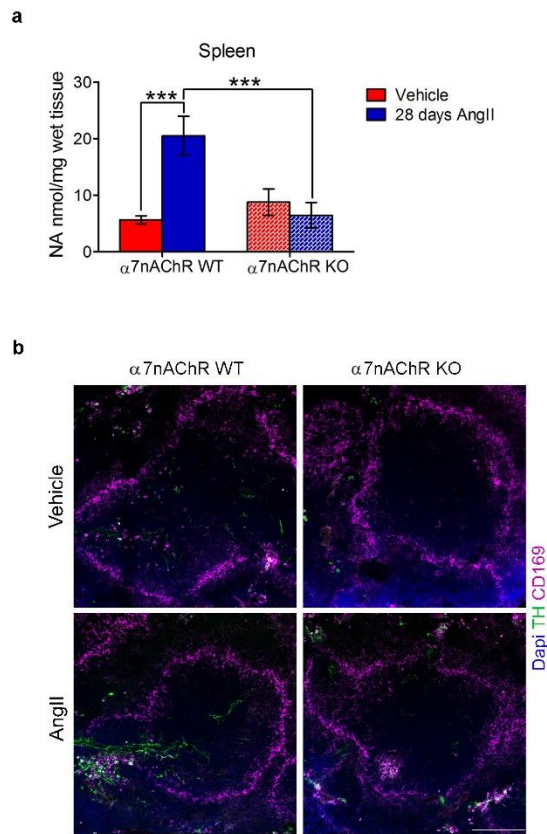 a
Spleen
NA nmol/mg wet tissue
30
20
10
0
***
***
Vehicle
28 days AngII
α7nAChR WT
α7nAChR KO
b
α7nAChR WT
α7nAChR KO
Vehicle
AngII
Dapi TH CD169